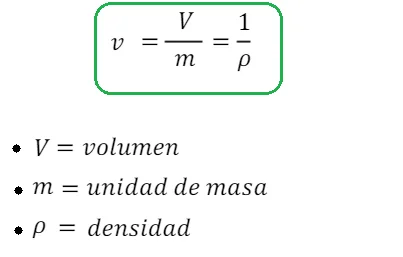 v = V/m = 1/ρ
• V = volumen
• m = unidad de masa
• ρ = densidad